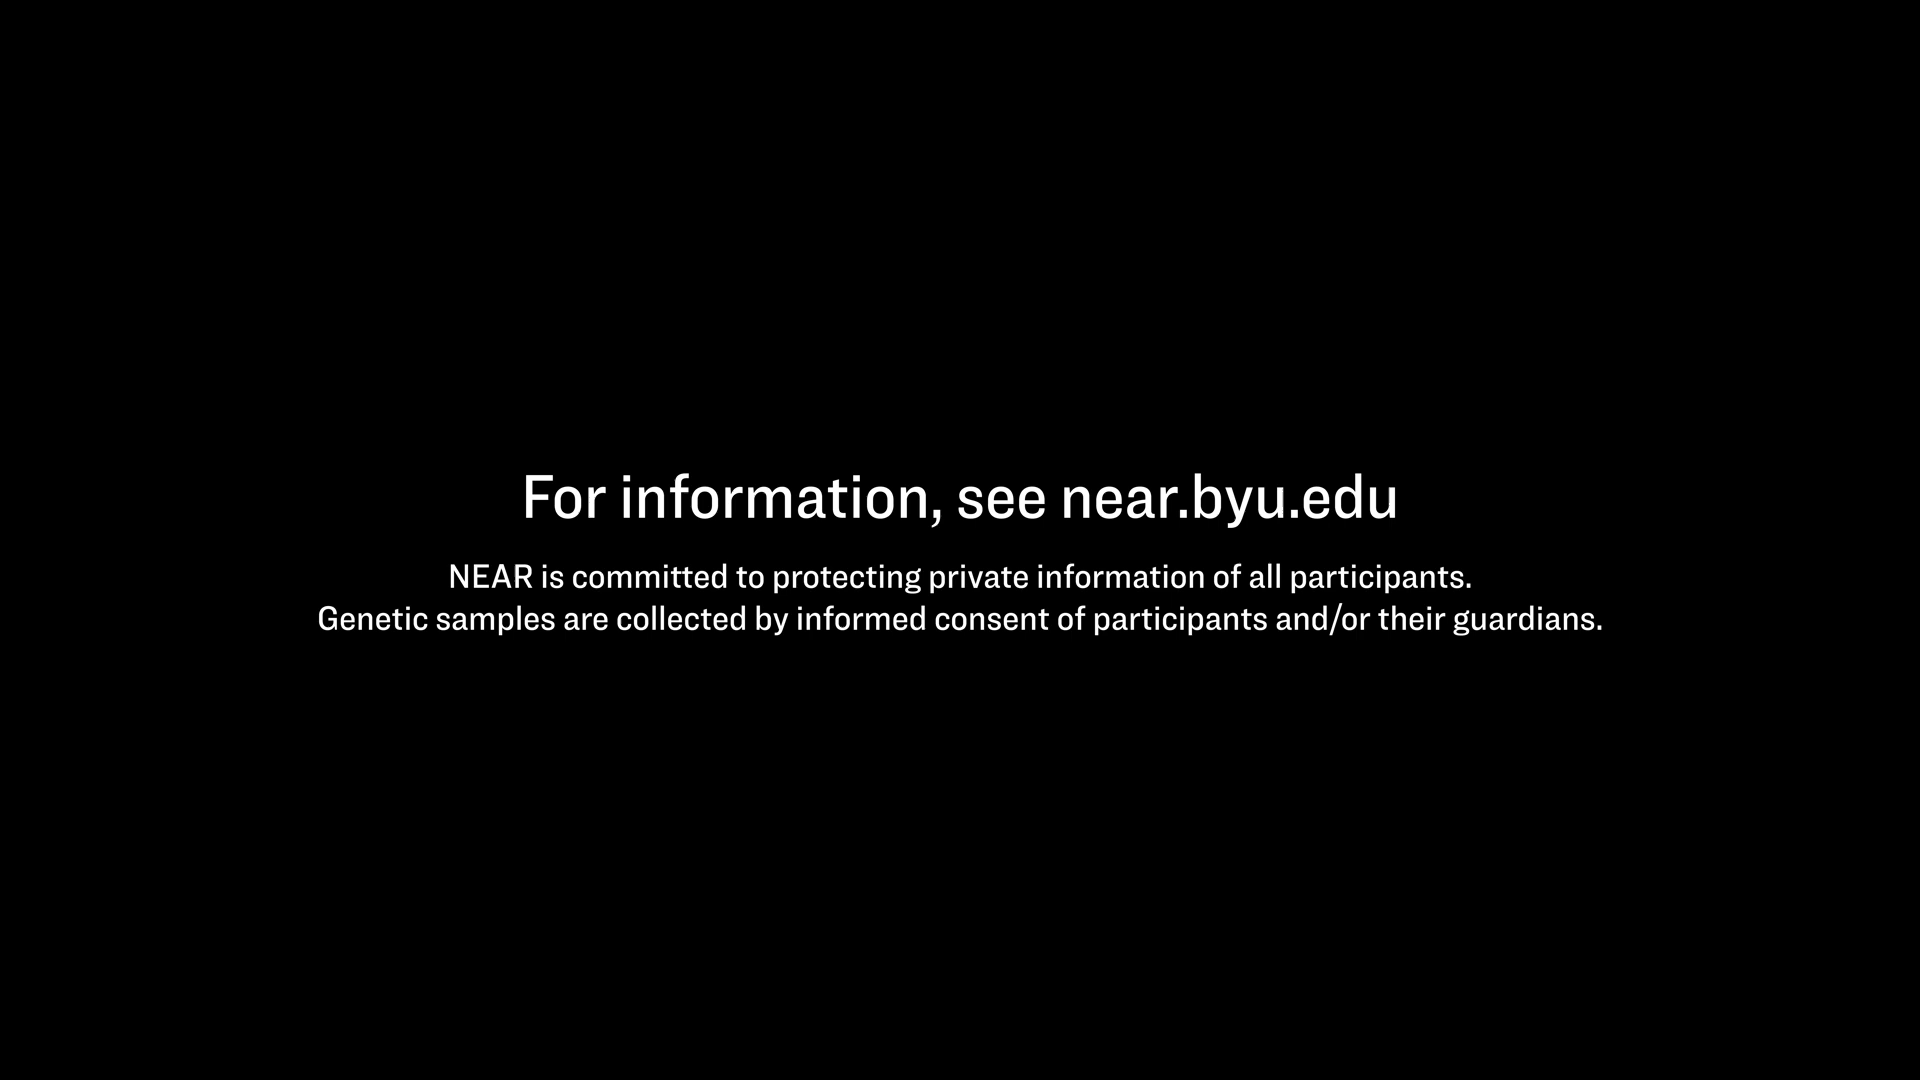 For information, see near.byu.edu
NEAR is committed to protecting private information of all participants.
Genetic samples are collected by informed consent of participants and/or their guardians.